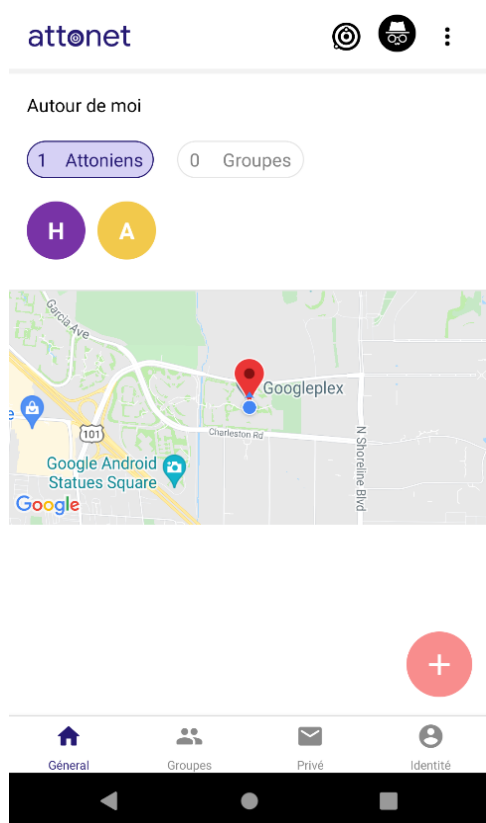 attonet
Autour de moi
1 Attoniens
0 Groupes
H
A
Garcia Ave
Googleplex
101
Charleston Rd
N Shoreline Blvd
Google Android
Statues Square
Google
Géneral
Groupes
Privé
Identité